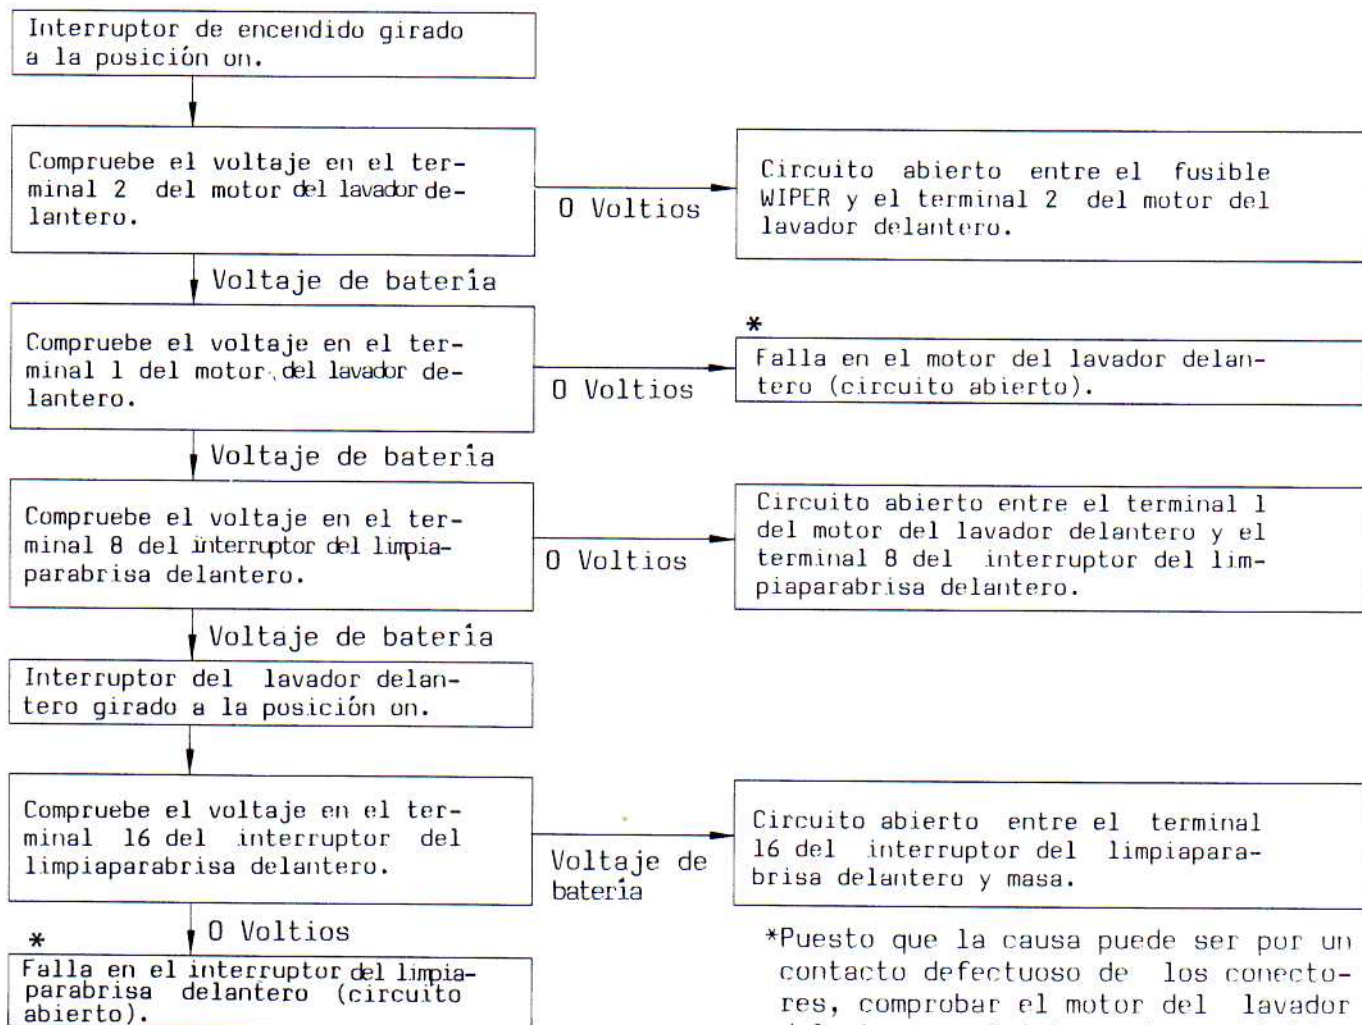 Interruptor de encendido girado
a la posición on.
Compruebe el voltaje en el ter-
minal 2 del motor del lavador de-
lantero.
0 Voltios
Circuito abierto entre el fusible
WIPER y el terminal 2 del motor del
lavador delantero.
Voltaje de batería
Compruebe el voltaje en el ter-
minal 1 del motor del lavador de-
lantero.
0 Voltios
*
Falla en el motor del lavador delan-
tero (circuito abierto).
Voltaje de batería
Compruebe el voltaje en el ter-
minal 8 del interruptor del limpia-
parabrisa delantero.
0 Voltios
Circuito abierto entre el terminal 1
del motor del lavador delantero y el
terminal 8 del interruptor del lim-
piaparabrisa delantero.
Voltaje de batería
Interruptor del lavador delan-
tero girado a la posición on.
Compruebe el voltaje en el ter-
minal 16 del interruptor del
limpiaparabrisa delantero.
Voltaje de
batería
Circuito abierto entre el terminal
16 del interruptor del limpiapara-
brisa delantero y masa.
0 Voltios
*
Falla en el interruptor del limpia-
parabrisa delantero (circuito
abierto).
*Puesto que la causa puede ser por un
contacto defectuoso de los conecto-
res, comprobar el motor del lavador